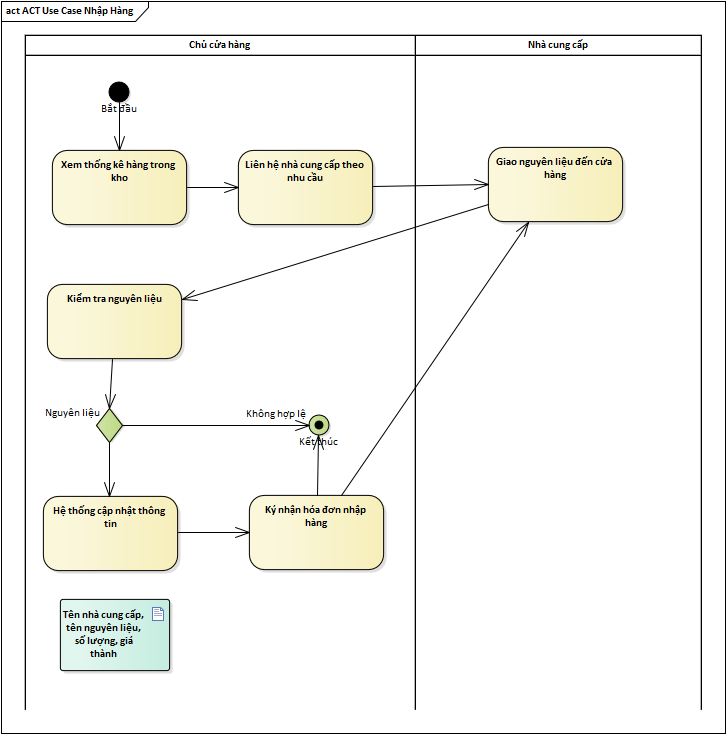 act ACT Use Case Nhập Hàng
Chủ cửa hàng
Nhà cung cấp
Bắt đầu
Xem thống kê hàng trong
kho
Liên hệ nhà cung cấp theo
nhu cầu
Giao nguyên liệu đến cửa
hàng
Kiểm tra nguyên liệu
Nguyên liệu
Không hợp lệ
Kết thúc
Hệ thống cập nhật thông
tin
Ký nhận hóa đơn nhập
hàng
Tên nhà cung cấp,
tên nguyên liệu,
số lượng, giá
thành